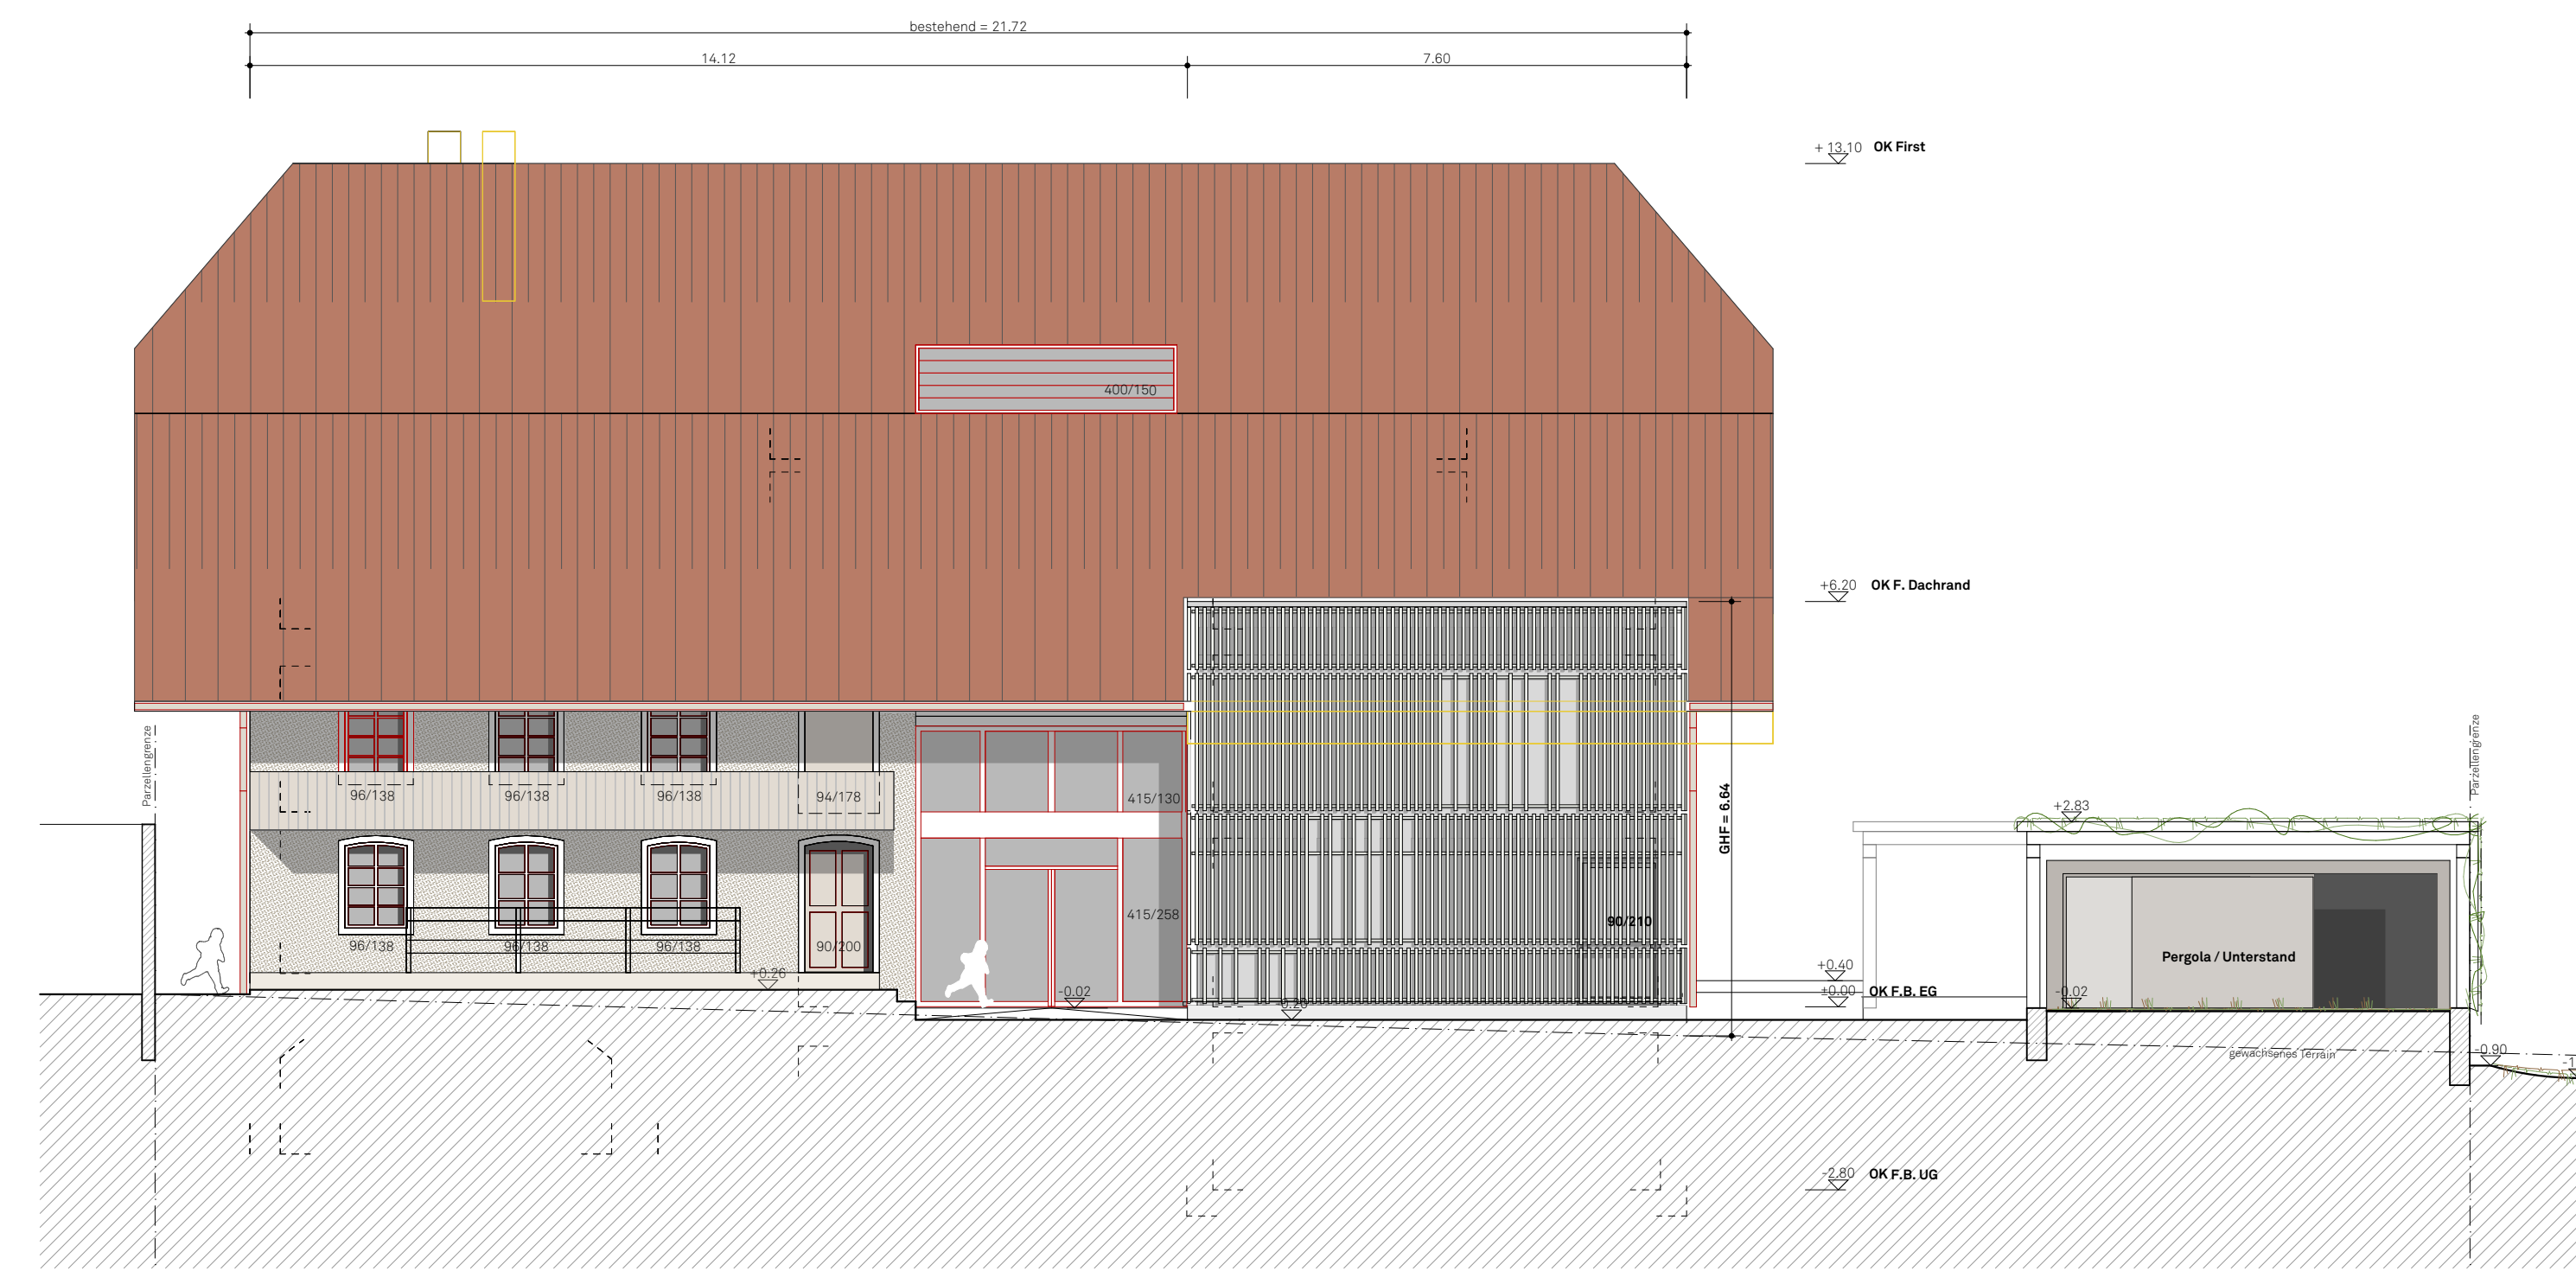 bestehend = 21.72
14.12
7.60
+ 13.10 OK First
400/150
+6.20 OK F. Dachrand
Parzellengrenze
Parzellengrenze
96/138
96/138
96/138
94/178
415/130
GHF = 6.64
+2.83
96/138
96/138
96/138
90/200
415/258
90/210
Pergola / Unterstand
+0.26
-0.02
-0.20
+0.40
±0.00 OK F.B. EG
-0.02
gewachsenes Terrain
-0.90
-2.80 OK F.B. UG